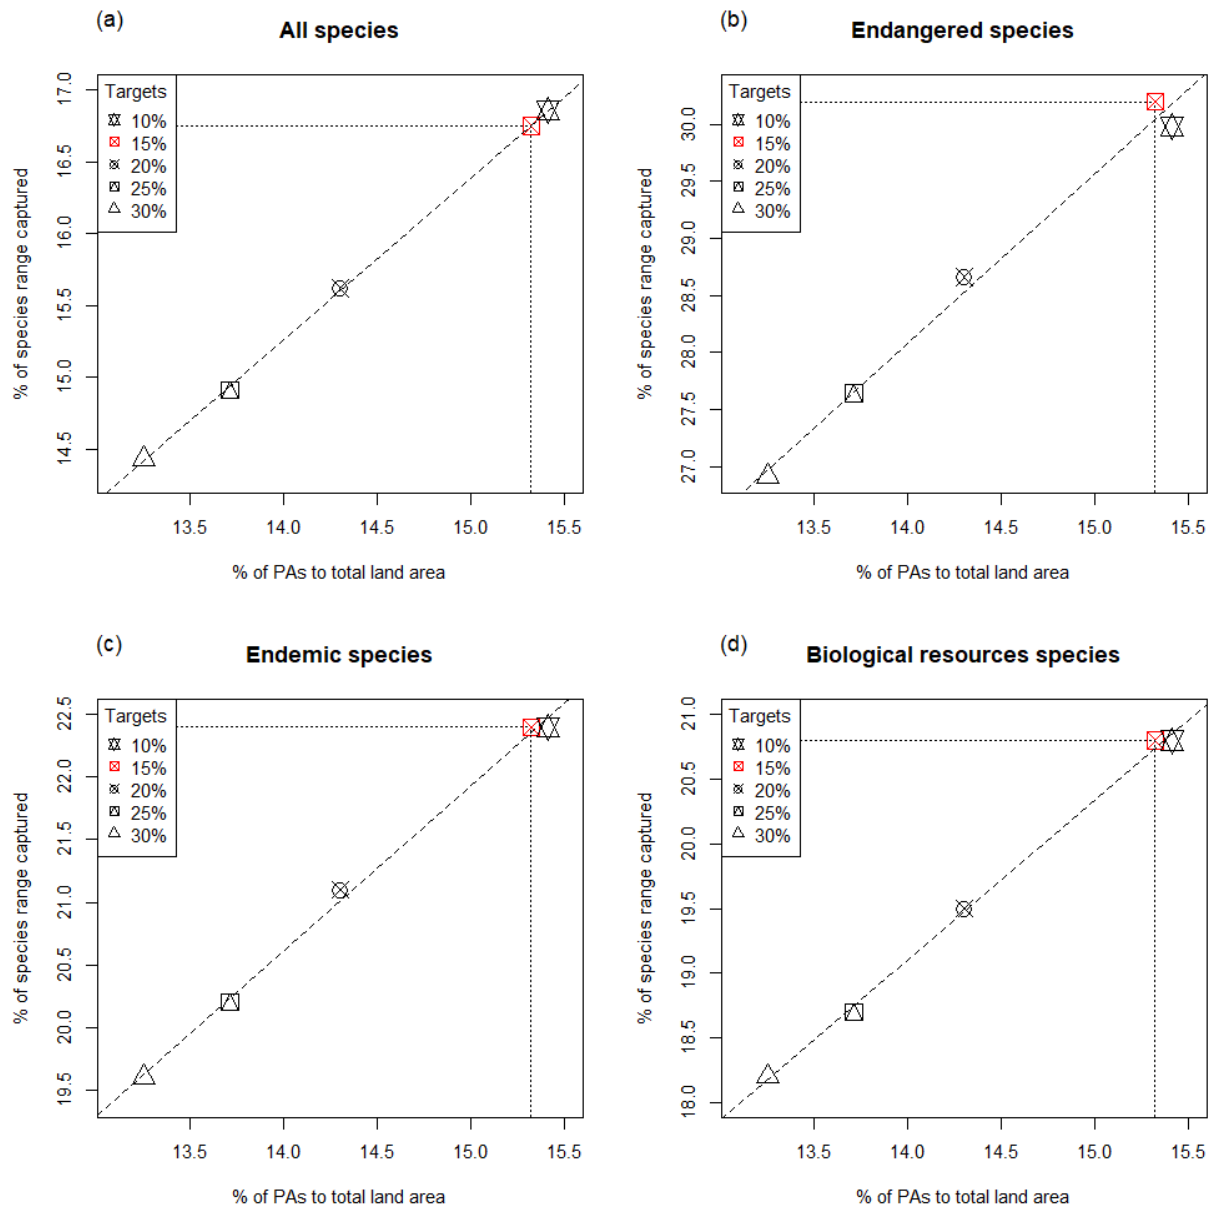 (a)
All species
% of species range captured
17.0
16.5
16.0
15.5
15.0
14.5
Targets
10%
15%
20%
25%
30%
13.5 14.0 14.5 15.0 15.5
% of PAs to total land area
(b)
Endangered species
% of species range captured
30.0
29.5
29.0
28.5
28.0
27.5
27.0
Targets
10%
15%
20%
25%
30%
13.5 14.0 14.5 15.0 15.5
% of PAs to total land area
(c)
Endemic species
% of species range captured
22.5
22.0
21.5
21.0
20.5
20.0
19.5
Targets
10%
15%
20%
25%
30%
13.5 14.0 14.5 15.0 15.5
% of PAs to total land area
(d)
Biological resources species
% of species range captured
21.0
20.5
20.0
19.5
19.0
18.5
18.0
Targets
10%
15%
20%
25%
30%
13.5 14.0 14.5 15.0 15.5
% of PAs to total land area